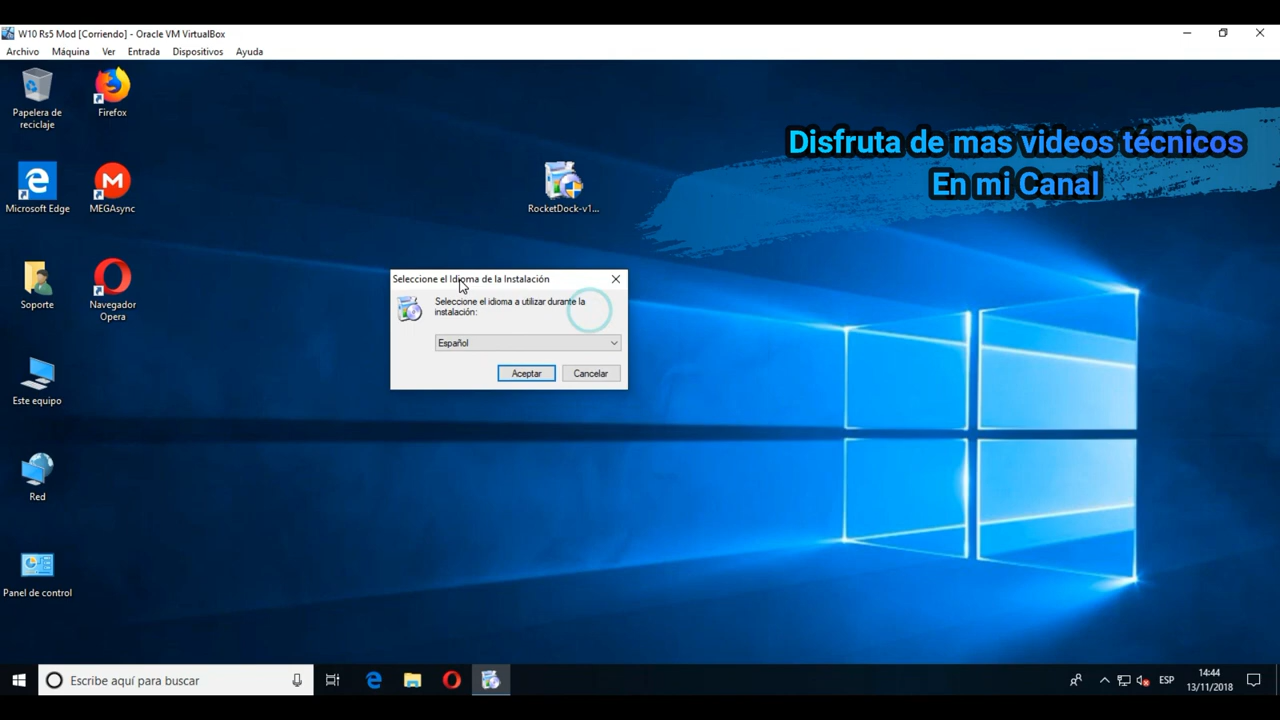 W10 Rs5 Mod [Corriendo] - Oracle VM VirtualBox
Archivo Máquina Ver Entrada Dispositivos Ayuda
Papelera de
reciclaje
Firefox
Disfruta de mas videos técnicos
En mi Canal
Microsoft Edge
MEGAsync
RocketDock-v1...
Soporte
Navegador
Opera
Seleccione el Idioma de la Instalación
Seleccione el idioma a utilizar durante la
instalación:
Español
Aceptar Cancelar
Este equipo
Red
Panel de control
Escribe aquí para buscar
ESP
14:44
13/11/2018